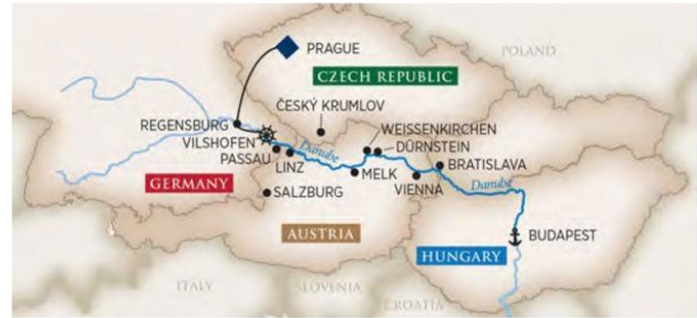 PRAGUE
POLAND
CZECH REPUBLIC
ČESKÝ KRUMLOV
REGENSBURG
WEISSENKIRCHEN
VILSHOFEN
DÜRNSTEIN
PASSAU
Danube
LINZ
BRATISLAVA
MELK
VIENNA
Danube
GERMANY
SALZBURG
AUSTRIA
BUDAPEST
HUNGARY
ITALY
SLOVENIA
CROATIA